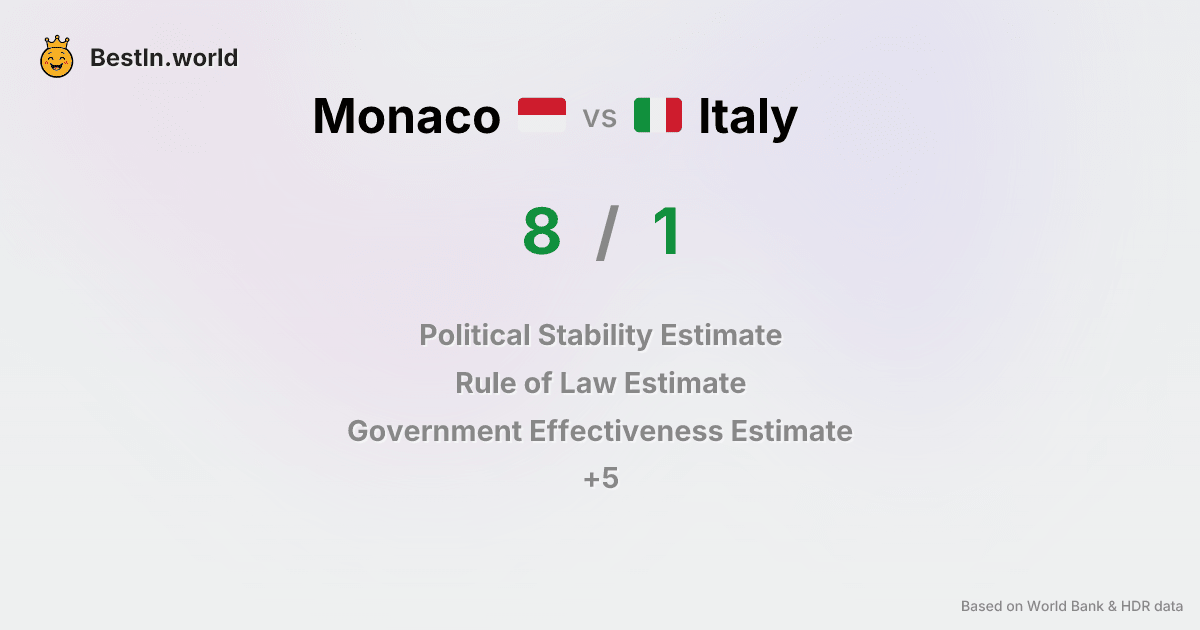 BestIn.world
Monaco vs Italy
8 / 1
Political Stability Estimate
Rule of Law Estimate
Government Effectiveness Estimate
+5
Based on World Bank & HDR data